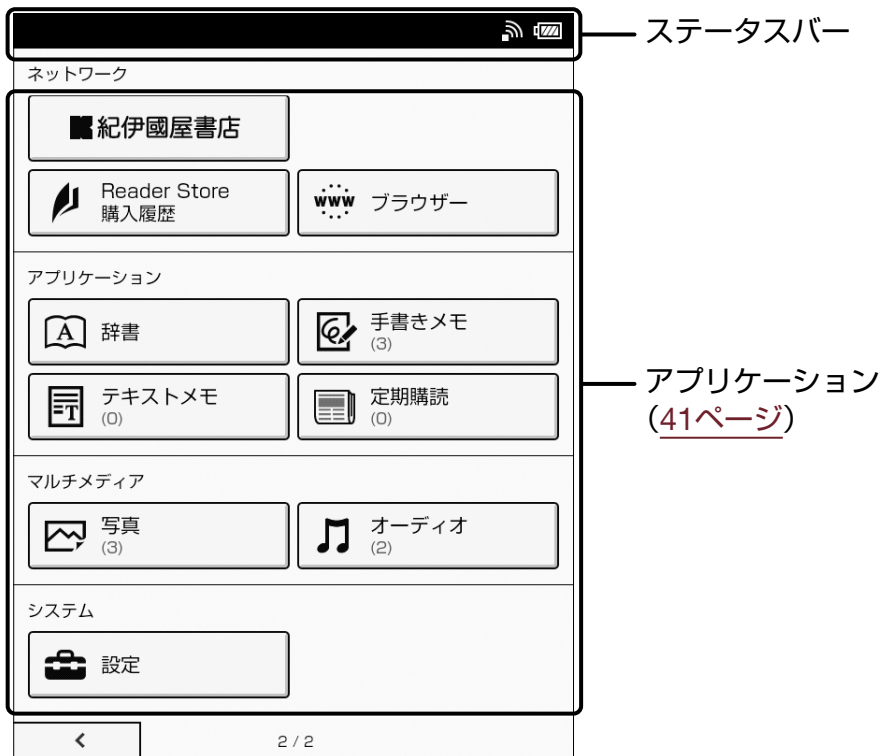 ステータスバー
ネットワーク
紀伊國屋書店
Reader Store
購入履歴
www
ブラウザー
アプリケーション
A
辞書
手書きメモ
(3)
T
テキストメモ
(0)
定期購読
(0)
アプリケーション
（41ページ）
マルチメディア
写真
(3)
オーディオ
(2)
システム
設定
2 / 2